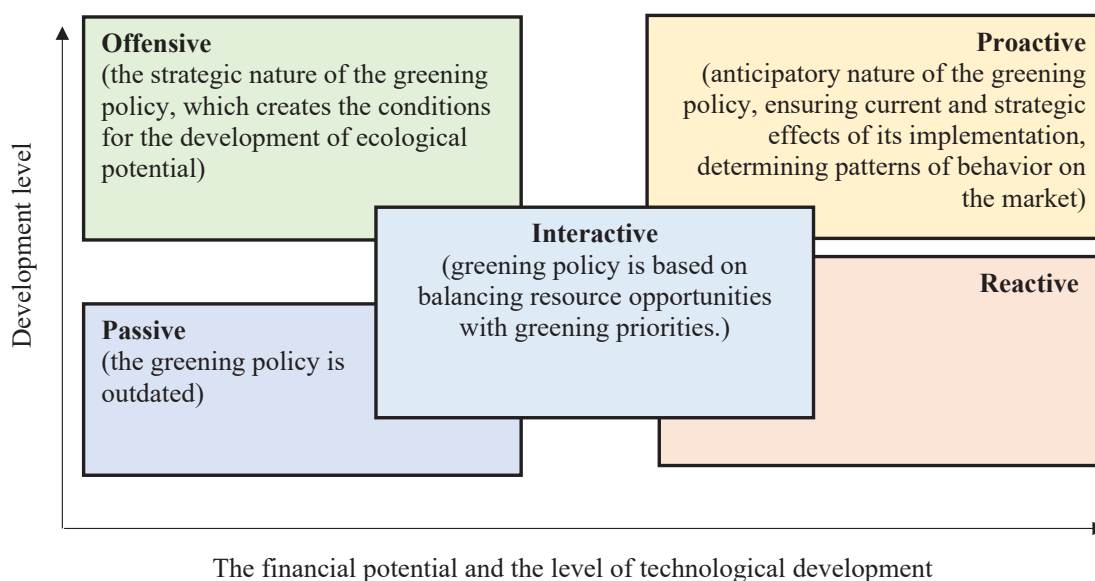 Development level
Offensive
(the strategic nature of the greening
policy, which creates the conditions
for the development of ecological
potential)
Proactive
(anticipatory nature of the greening
policy, ensuring current and strategic
effects of its implementation,
determining patterns of behavior on
the market)
Interactive
(greening policy is based on
balancing resource opportunities
with greening priorities.)
Passive
(the greening policy is
outdated)
Reactive
The financial potential and the level of technological development